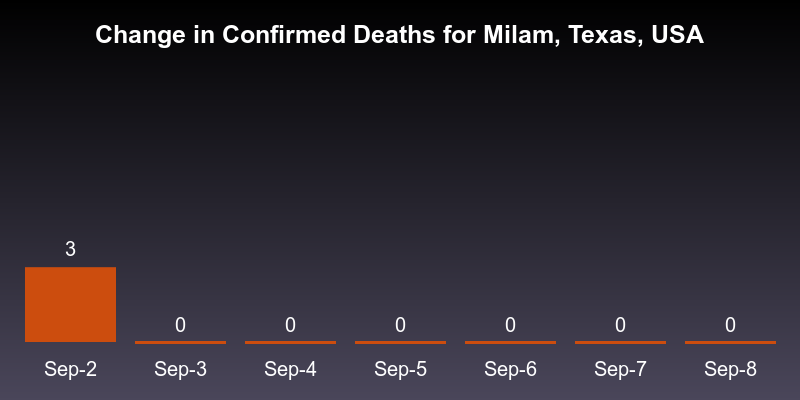 Change in Confirmed Deaths for Milam, Texas, USA
3 0 0 0 0 0 0
Sep-2 Sep-3 Sep-4 Sep-5 Sep-6 Sep-7 Sep-8